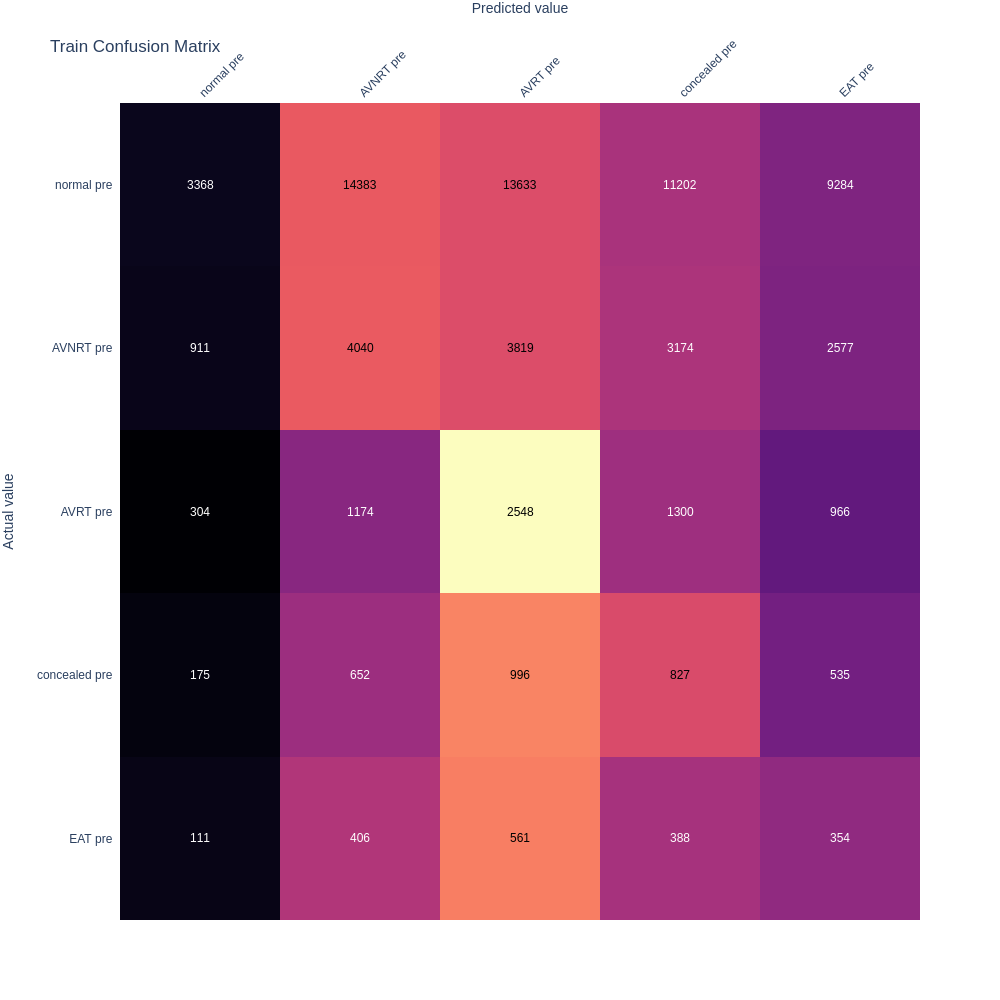 Predicted value
Train Confusion Matrix
normal pre AVNRT pre AVRT pre concealed pre EAT pre
normal pre 3368 14383 13633 11202 9284
AVNRT pre 911 4040 3819 3174 2577
Actual value
AVRT pre 304 1174 2548 1300 966
concealed pre 175 652 996 827 535
EAT pre 111 406 561 388 354